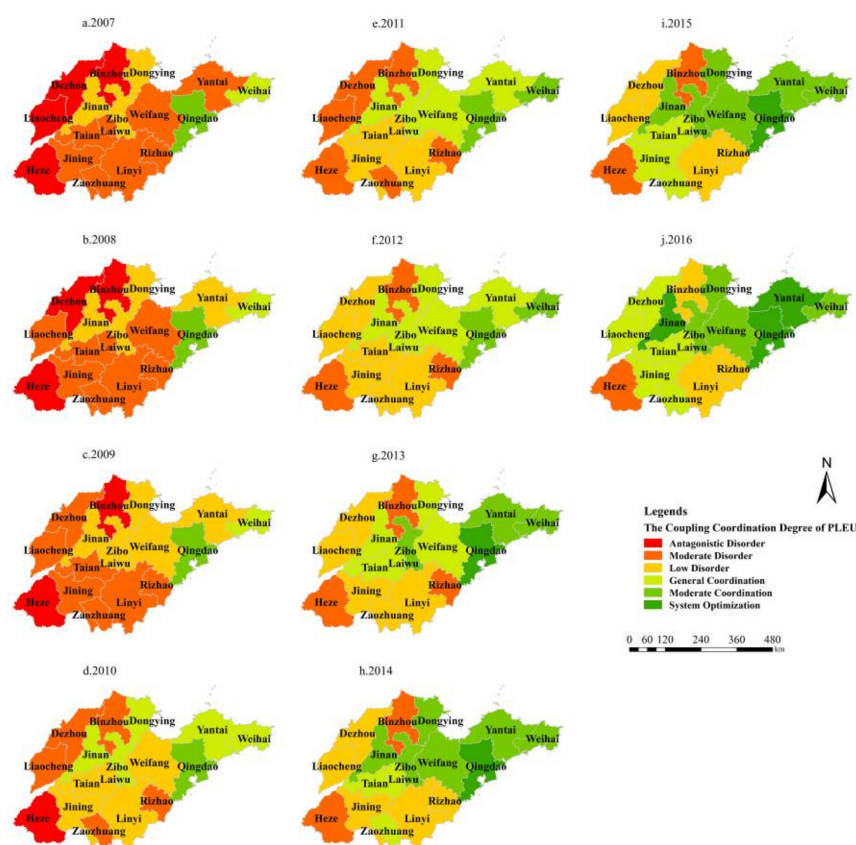 a.2007
Binzhou Dongying
Dezhou
Yantai
Weihai
Jinan
Liaocheng
Zibo
Weifang
Qingdao
Laiwu
Taian
Rizhao
Jining
Heze
Linyi
Zaozhuang
b.2008
Binzhou Dongying
Dezhou
Yantai
Weihai
Jinan
Liaocheng
Zibo
Weifang
Qingdao
Laiwu
Taian
Rizhao
Jining
Heze
Linyi
Zaozhuang
c.2009
Binzhou Dongying
Dezhou
Yantai
Weihai
Jinan
Liaocheng
Zibo
Weifang
Qingdao
Laiwu
Taian
Rizhao
Jining
Heze
Linyi
Zaozhuang
d.2010
Binzhou Dongying
Dezhou
Yantai
Weihai
Jinan
Liaocheng
Zibo
Weifang
Qingdao
Laiwu
Taian
Rizhao
Jining
Heze
Linyi
Zaozhuang
e.2011
Binzhou Dongying
Dezhou
Yantai
Weihai
Jinan
Liaocheng
Zibo
Weifang
Qingdao
Laiwu
Taian
Rizhao
Jining
Heze
Linyi
Zaozhuang
f.2012
Binzhou Dongying
Dezhou
Yantai
Weihai
Jinan
Liaocheng
Zibo
Weifang
Qingdao
Laiwu
Taian
Rizhao
Jining
Heze
Linyi
Zaozhuang
g.2013
Binzhou Dongying
Dezhou
Yantai
Weihai
Jinan
Liaocheng
Zibo
Weifang
Qingdao
Laiwu
Taian
Rizhao
Jining
Heze
Linyi
Zaozhuang
h.2014
Binzhou Dongying
Dezhou
Yantai
Weihai
Jinan
Liaocheng
Zibo
Weifang
Qingdao
Laiwu
Taian
Rizhao
Jining
Heze
Linyi
Zaozhuang
i.2015
Binzhou Dongying
Dezhou
Yantai
Weihai
Jinan
Liaocheng
Zibo
Weifang
Qingdao
Laiwu
Taian
Rizhao
Jining
Heze
Linyi
Zaozhuang
j.2016
Binzhou Dongying
Dezhou
Yantai
Weihai
Jinan
Liaocheng
Zibo
Weifang
Qingdao
Laiwu
Taian
Rizhao
Jining
Heze
Linyi
Zaozhuang
N
Legends
The Coupling Coordination Degree of PLEU
Antagonistic Disorder
Moderate Disorder
Low Disorder
General Coordination
Moderate Coordination
System Optimization
0 60 120 240 360 480
km